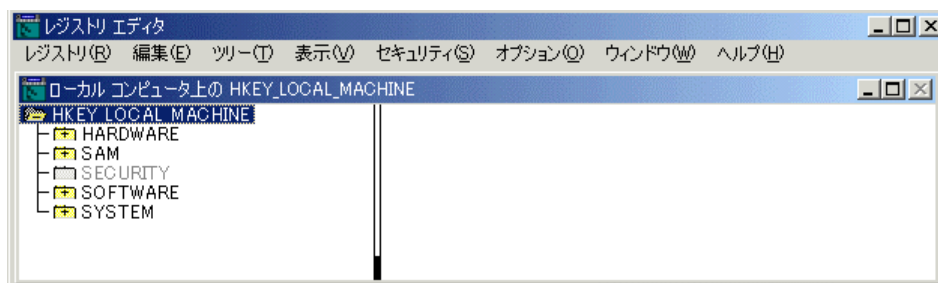 レジストリ エディタ
レジストリ(R) 編集(E) ツリー(T) 表示(V) セキュリティ(S) オプション(O) ウィンドウ(W) ヘルプ(H)
ローカル コンピュータ上の HKEY_LOCAL_MACHINE
HKEY_LOCAL_MACHINE
HARDWARE
SAM
SECURITY
SOFTWARE
SYSTEM